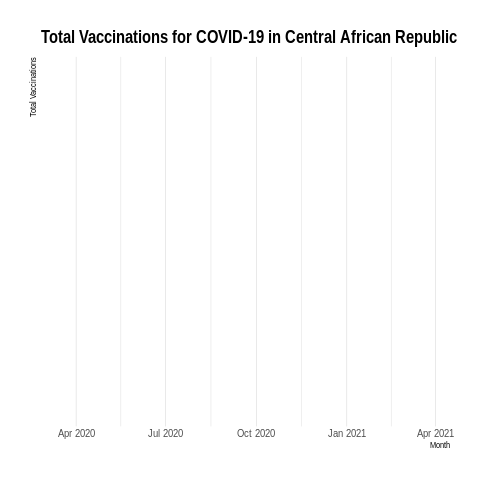 Total Vaccinations for COVID-19 in Central African Republic
Total Vaccinations
Apr 2020
Jul 2020
Oct 2020
Jan 2021
Apr 2021
Month